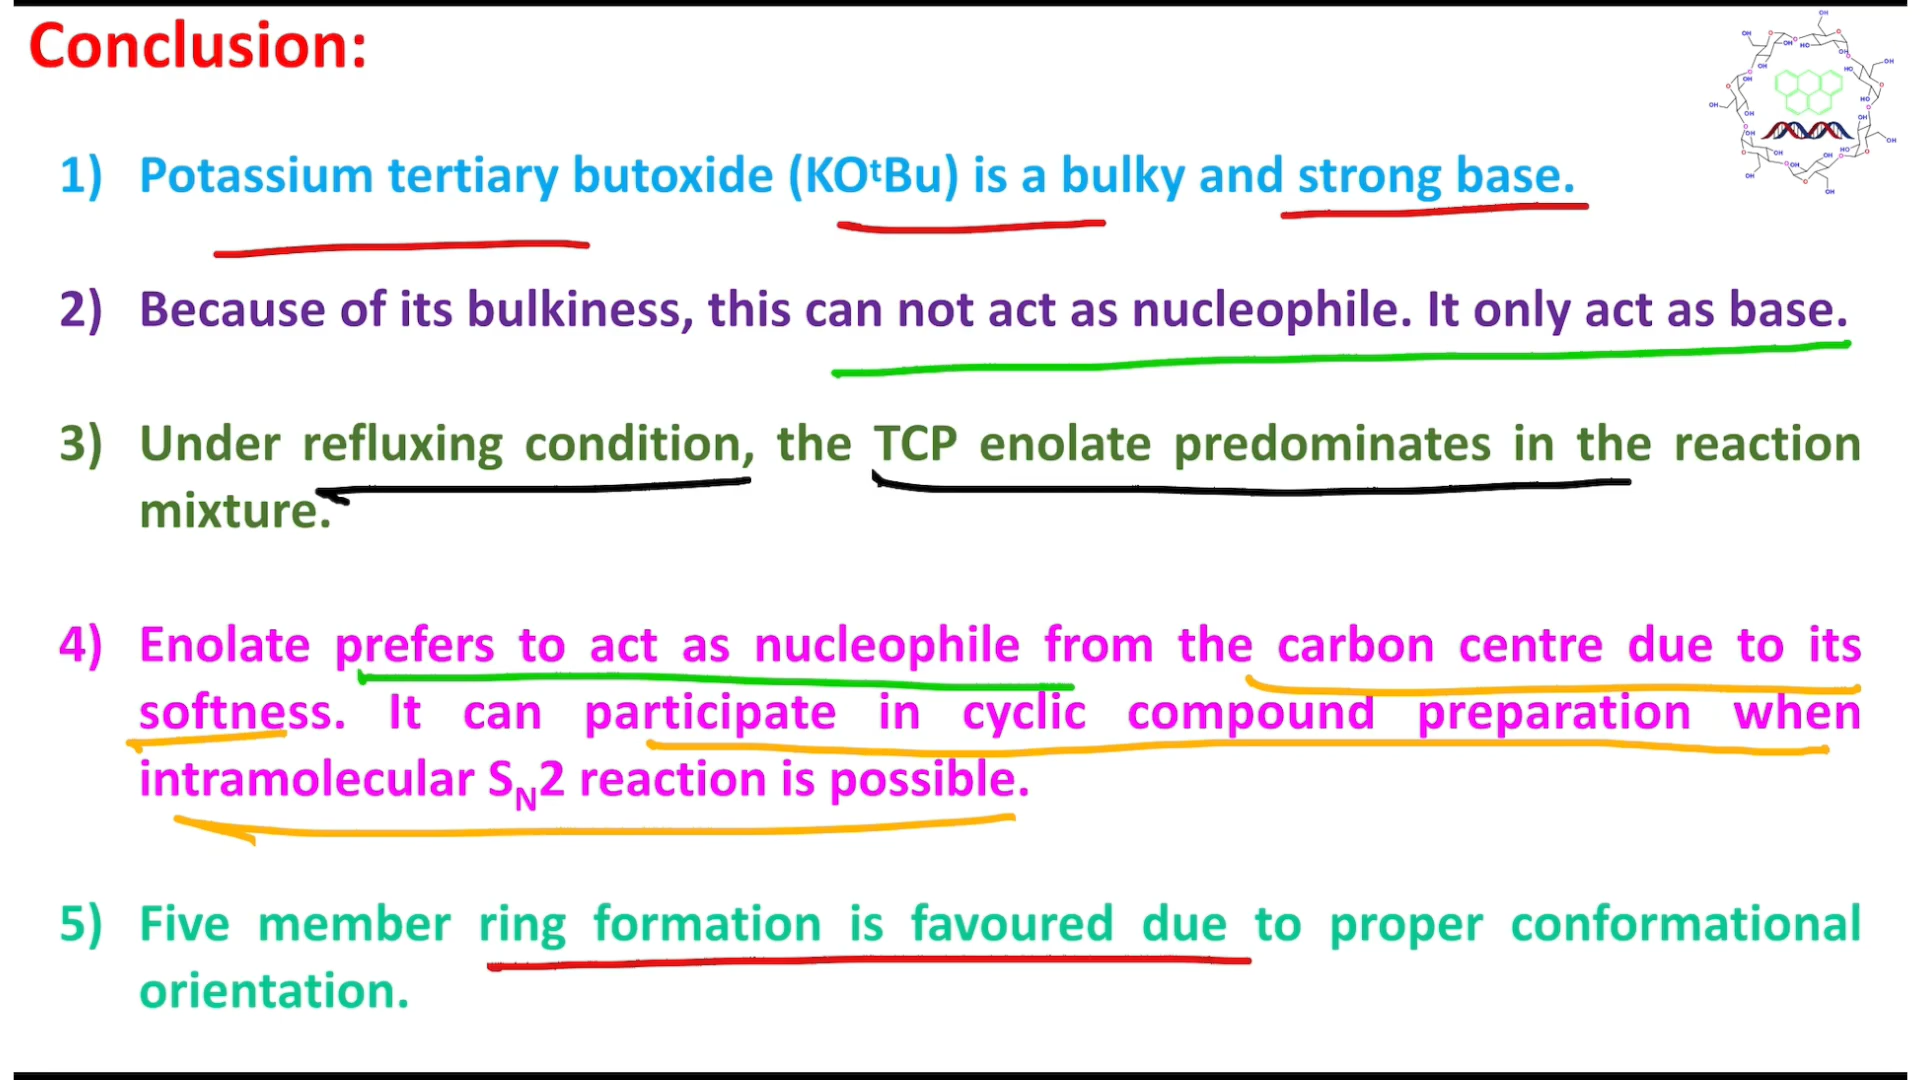 Conclusion:
1) Potassium tertiary butoxide (KOᵗBu) is a bulky and strong base.
2) Because of its bulkiness, this can not act as nucleophile. It only act as base.
3) Under refluxing condition, the TCP enolate predominates in the reaction
mixture.
4) Enolate prefers to act as nucleophile from the carbon centre due to its
softness. It can participate in cyclic compound preparation when
intramolecular S_N2 reaction is possible.
5) Five member ring formation is favoured due to proper conformational
orientation.